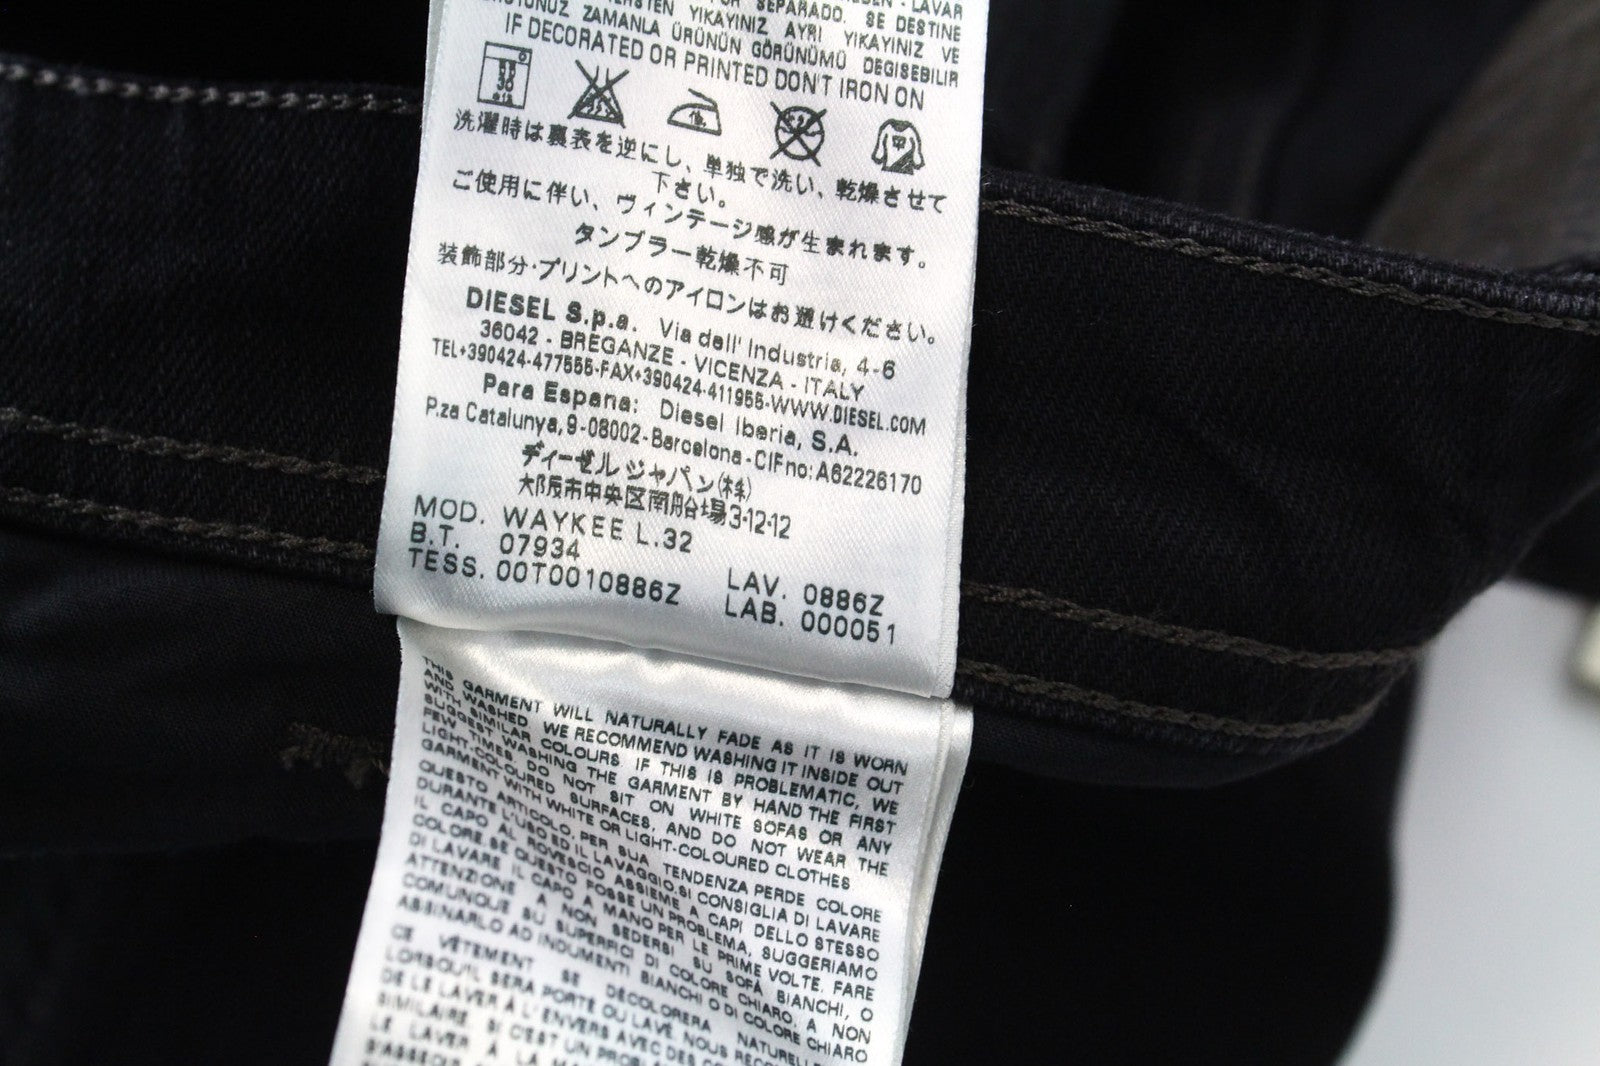 SEPARADO. SE DESTINE
ZAMANLA ÜRÜNÜN GÖRÜNÜMÜ DEGISEBILIR
IF DECORATED OR PRINTED DON'T IRON ON
洗濯時は裏表を逆にし、単独で洗い、乾燥させて
下さい。
ご使用に伴い、ヴィンテージ感が生まれます。
タンブラー乾燥不可
装飾部分・プリントへのアイロンはお避けください。
DIESEL S.p.a. Via dell' Industria, 4-6
36042 - BREGANZE - VICENZA - ITALY
TEL+390424-477555-FAX+390424-411955-WWW.DIESEL.COM
Para Espana: Diesel Iberia, S.A.
P.za Catalunya, 9-08002-Barcelona-CIFno:A62226170
ディーゼル ジャパン(株)
大阪市中央区南船場3-12-12
MOD. WAYKEE L.32
B.T. 07934
TESS. 00T0010886Z LAV. 0886Z
LAB. 000051
THIS GARMENT WILL NATURALLY FADE AS IT IS WORN
AND WASHED. WE RECOMMEND WASHING IT INSIDE OUT
WITH SIMILAR COLOURS. IF THIS IS PROBLEMATIC, WE
SUGGEST WASHING THE GARMENT BY HAND THE FIRST
FEW TIMES. DO NOT SIT ON WHITE SOFAS OR ANY
LIGHT-COLOURED SURFACES, AND DO NOT WEAR THE
GARMENT WITH WHITE OR LIGHT-COLOURED CLOTHES
QUESTO ARTICOLO, PER SUA TENDENZA PERDE COLORE
DURANTE L'USO ED IL LAVAGGIO.SI CONSIGLIA DI LAVARE
IL CAPO AL ROVESCIO ASSIEME A CAPI DELLO STESSO
COLORE.SE QUESTO FOSSE UN PROBLEMA, SUGGERIAMO
DI LAVARE IL CAPO A MANO PER LE PRIME VOLTE. FARE
ATTENZIONE A NON SEDERSI SU SOFÀ BIANCHI, O
COMUNQUE SU SUPERFICI DI COLORE CHIARO, A NON
ABBINARLO AD INDUMENTI BIANCHI O DI COLORE CHIARO
CE VÊTEMENT SE DÉCOLORERA
LORSQU'IL SERA PORTÉ OU LAVÉ. NOUS
DE LE LAVER À L'ENVERS AVEC DES
SIMILAIRE. SI C'EST UN
LE LAVER À LA